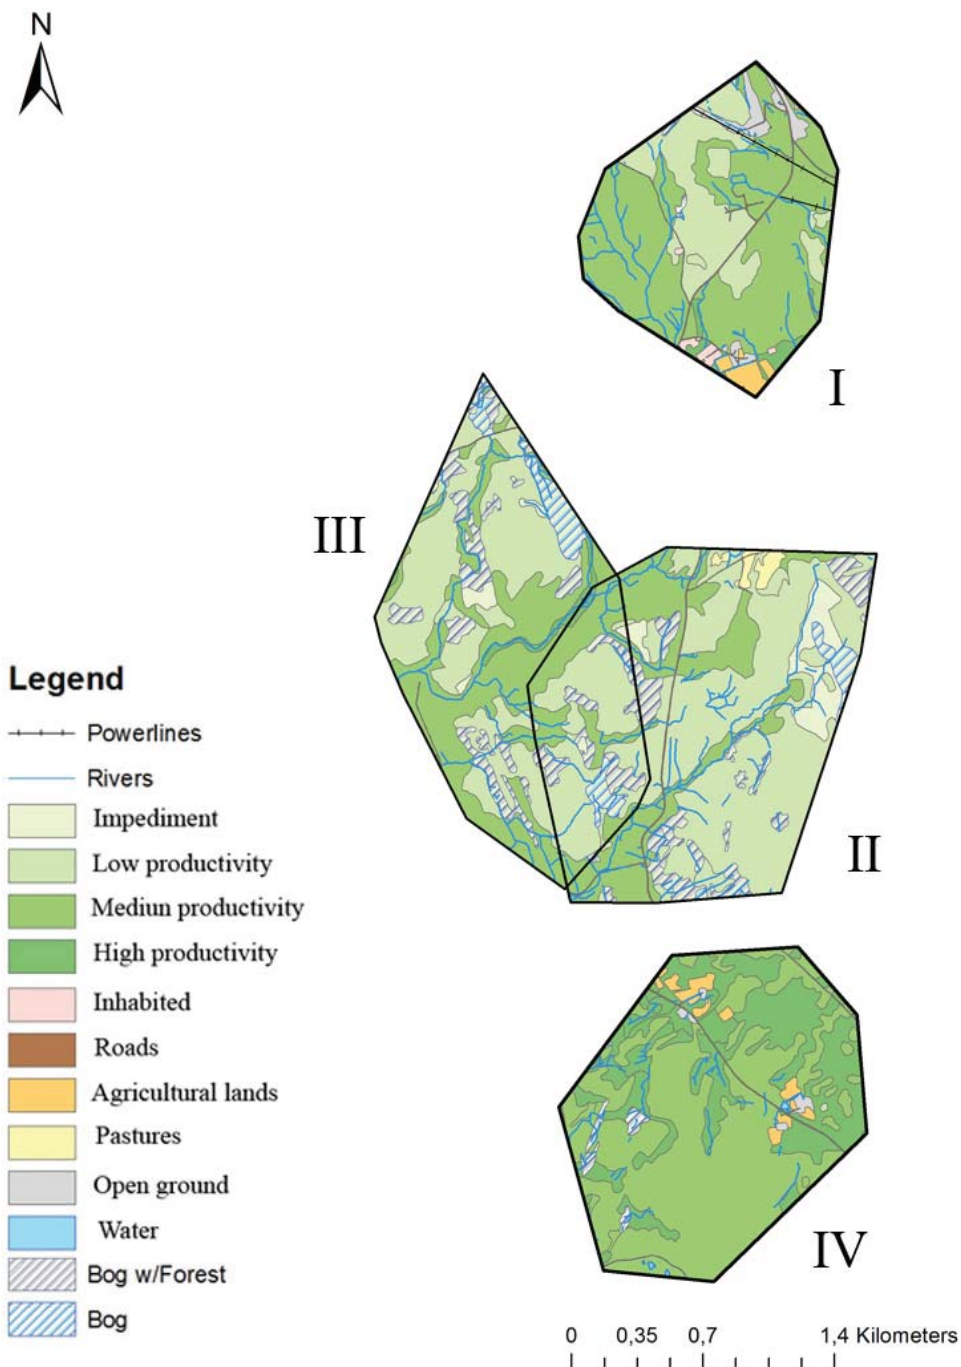 N
I
III
Legend
Powerlines
Rivers
Impediment
Low productivity
II
Mediun productivity
High productivity
Inhabited
Roads
Agricultural lands
Pastures
Open ground
Water
IV
Bog w/Forest
Bog
0 0,35 0,7 1,4 Kilometers